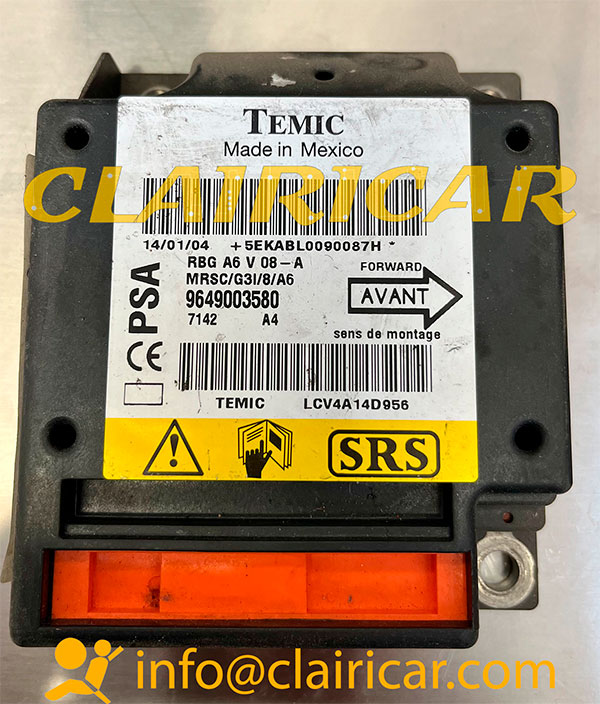 TEMIC
Made in Mexico
CLAIRICAR
14/01/04 +5EKABL0090087H *
RBG A6 V 08-A
MRSC/G3I/8/A6
9649003580
7142 A4
PSA
CE
FORWARD
AVANT
sens de montage
TEMIC LCV4A14D956
SRS
info@clairicar.com